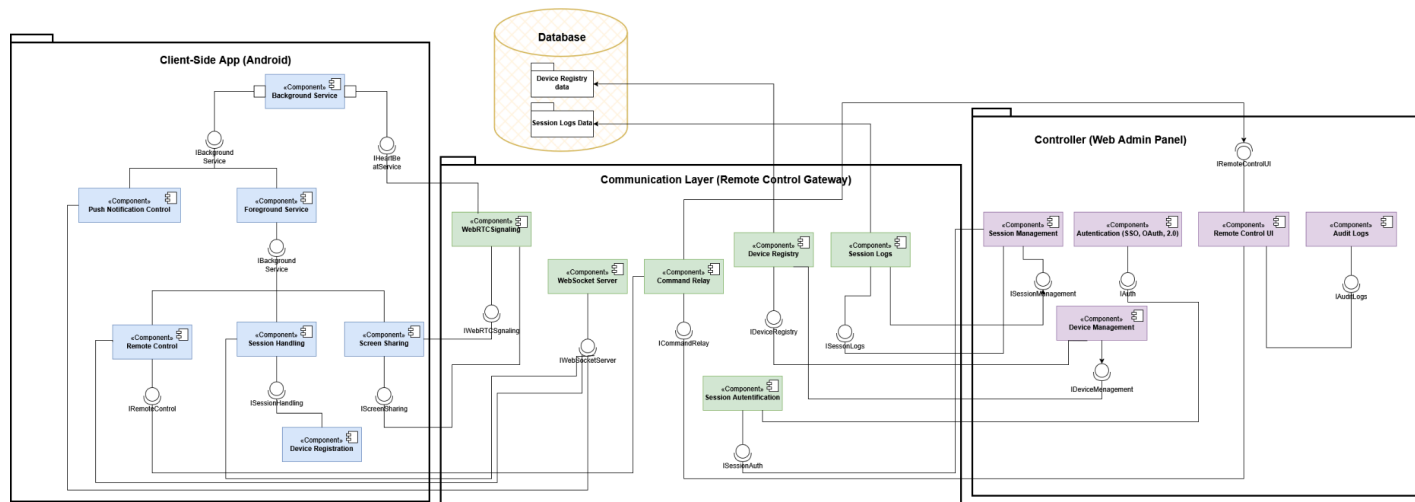 Database
Device Registry
data
Session Logs Data
Client-Side App (Android)
«Component»
Background Service
IBackground
Service
IHeartBe
atService
«Component»
Push Notification Control
«Component»
Foreground Service
IBackground
Service
«Component»
Remote Control
«Component»
Session Handling
«Component»
Screen Sharing
IRemoteControl
ISessionHandling
IScreenSharing
«Component»
Device Registration
Communication Layer (Remote Control Gateway)
«Component»
WebRTCSignaling
«Component»
WebSocket Server
«Component»
Command Relay
«Component»
Device Registry
«Component»
Session Logs
IWebRTCSgnaling
IWebSocketServer
ICommandRelay
IDeviceRegistry
ISessonLogs
«Component»
Session Autentification
ISessionAuth
Controller (Web Admin Panel)
IRemoteControlUI
«Component»
Session Management
«Component»
Autentication (SSO, OAuth, 2.0)
«Component»
Remote Control UI
«Component»
Audit Logs
ISessionManagement
IAuth
IAuditLogs
«Component»
Device Management
IDeviceMenagement